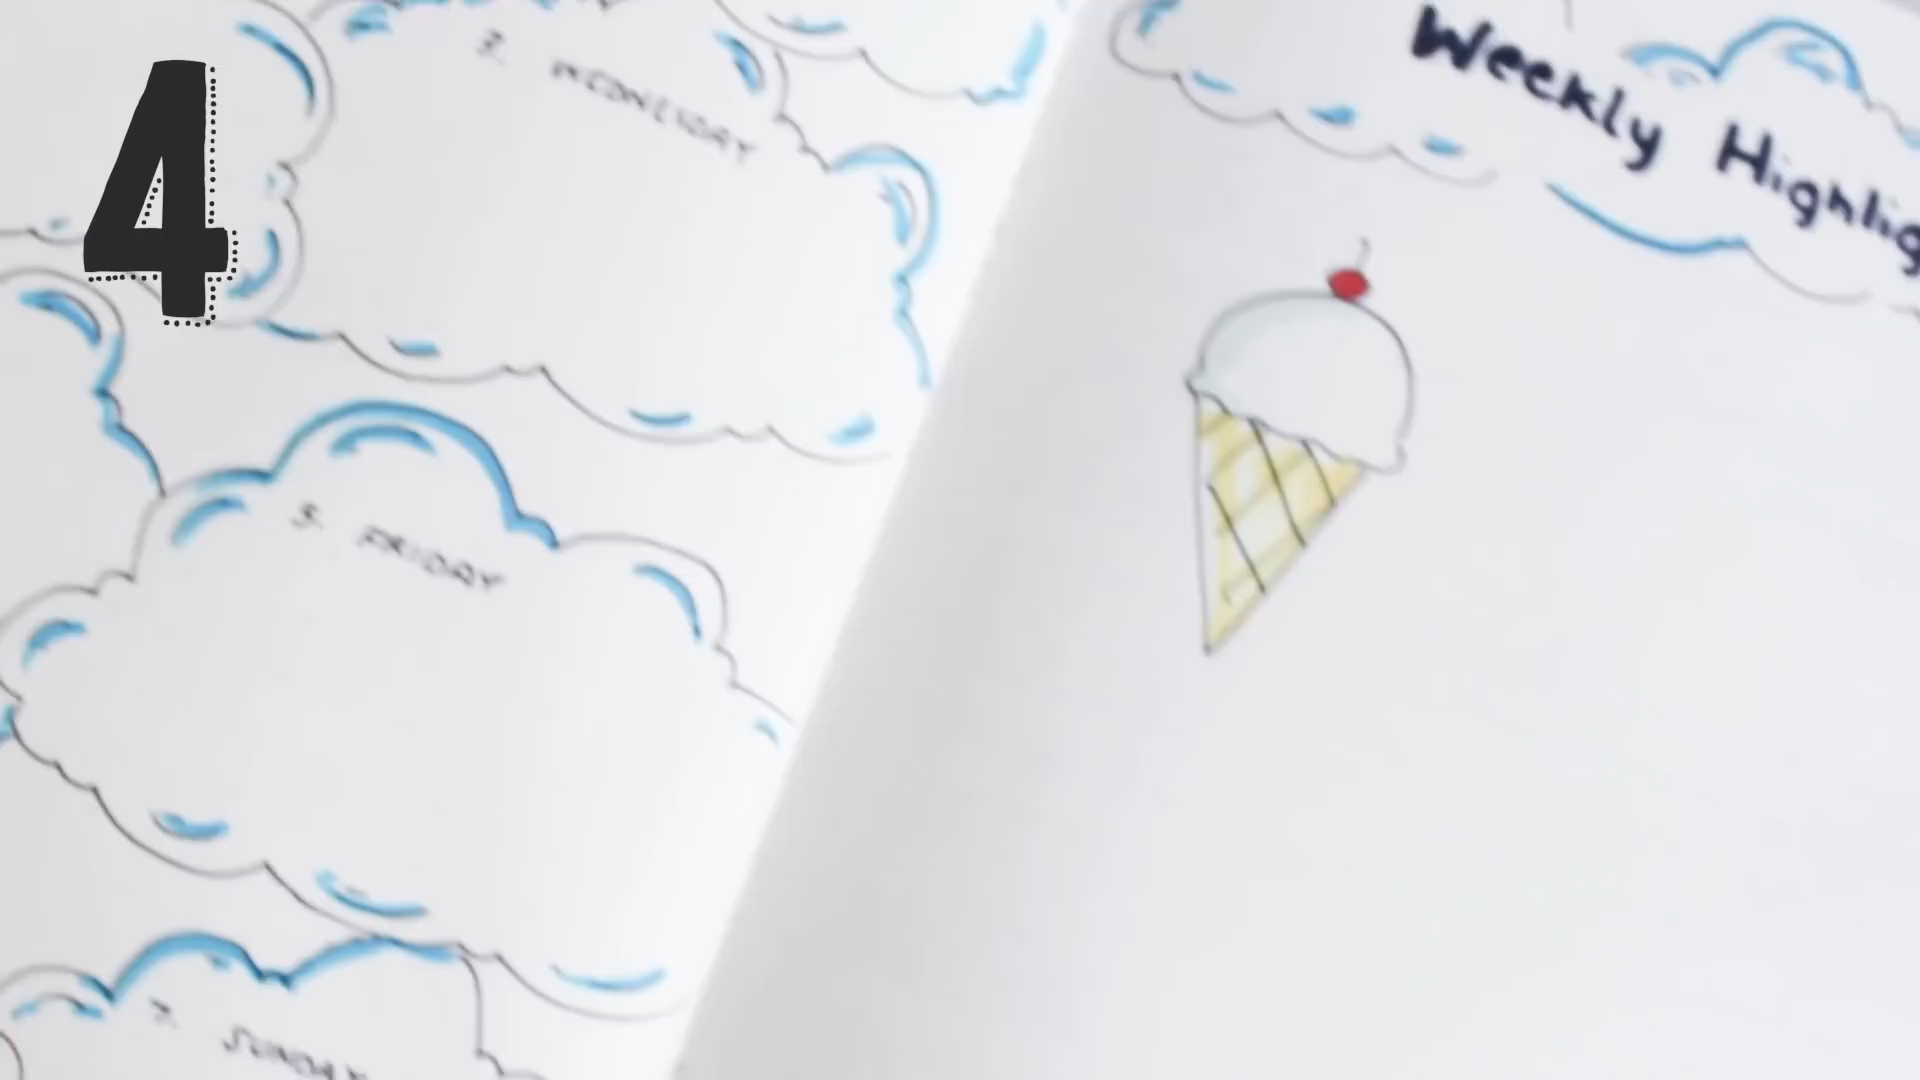 4
3. WEDNESDAY
Weekly Highlig
5. FRIDAY
7. SUNDAY